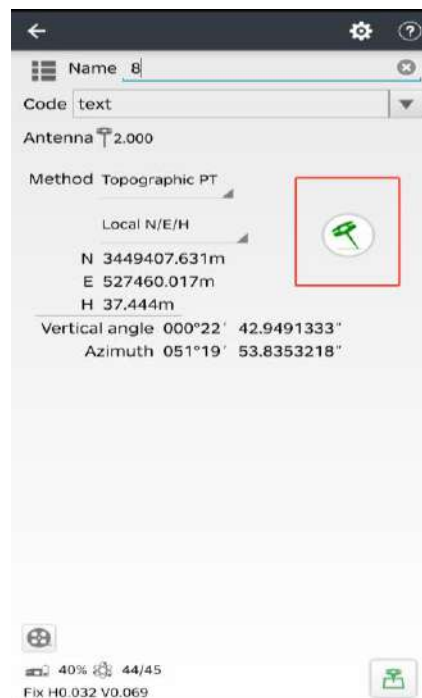 Name 8
Code text
Antenna 2.000
Method Topographic PT
Local N/E/H
N 3449407.631m
E 527460.017m
H 37.444m
Vertical angle 000°22′ 42.9491333″
Azimuth 051°19′ 53.8353218″
40% 44/45
Fix H0.032 V0.069